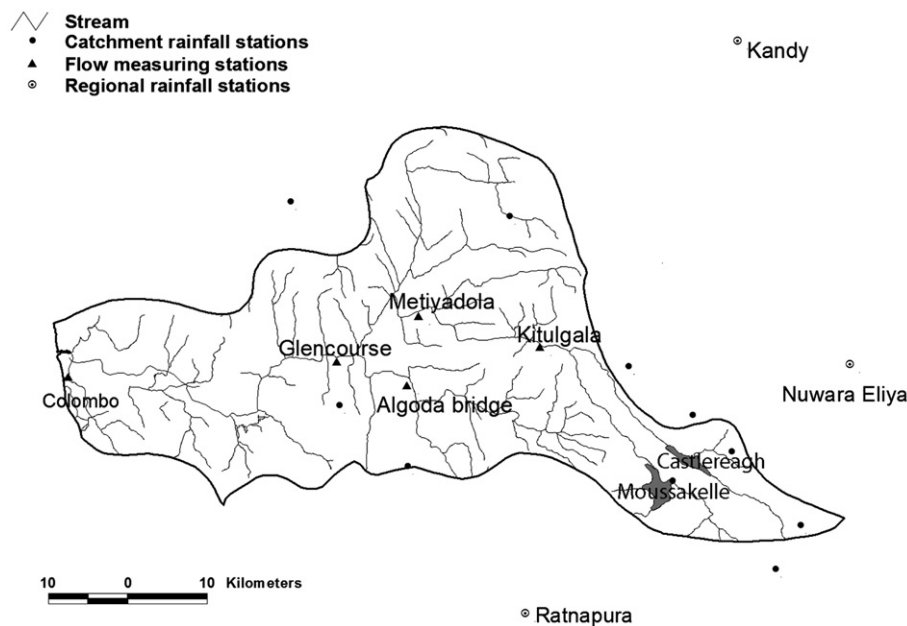 Stream
Catchment rainfall stations
Flow measuring stations
Regional rainfall stations
Kandy
Metiyadola
Kitulgala
Glencourse
Nuwara Eliya
Colombo
Algoda bridge
Castlereagh
Moussakelle
10 0 10 Kilometers
Ratnapura